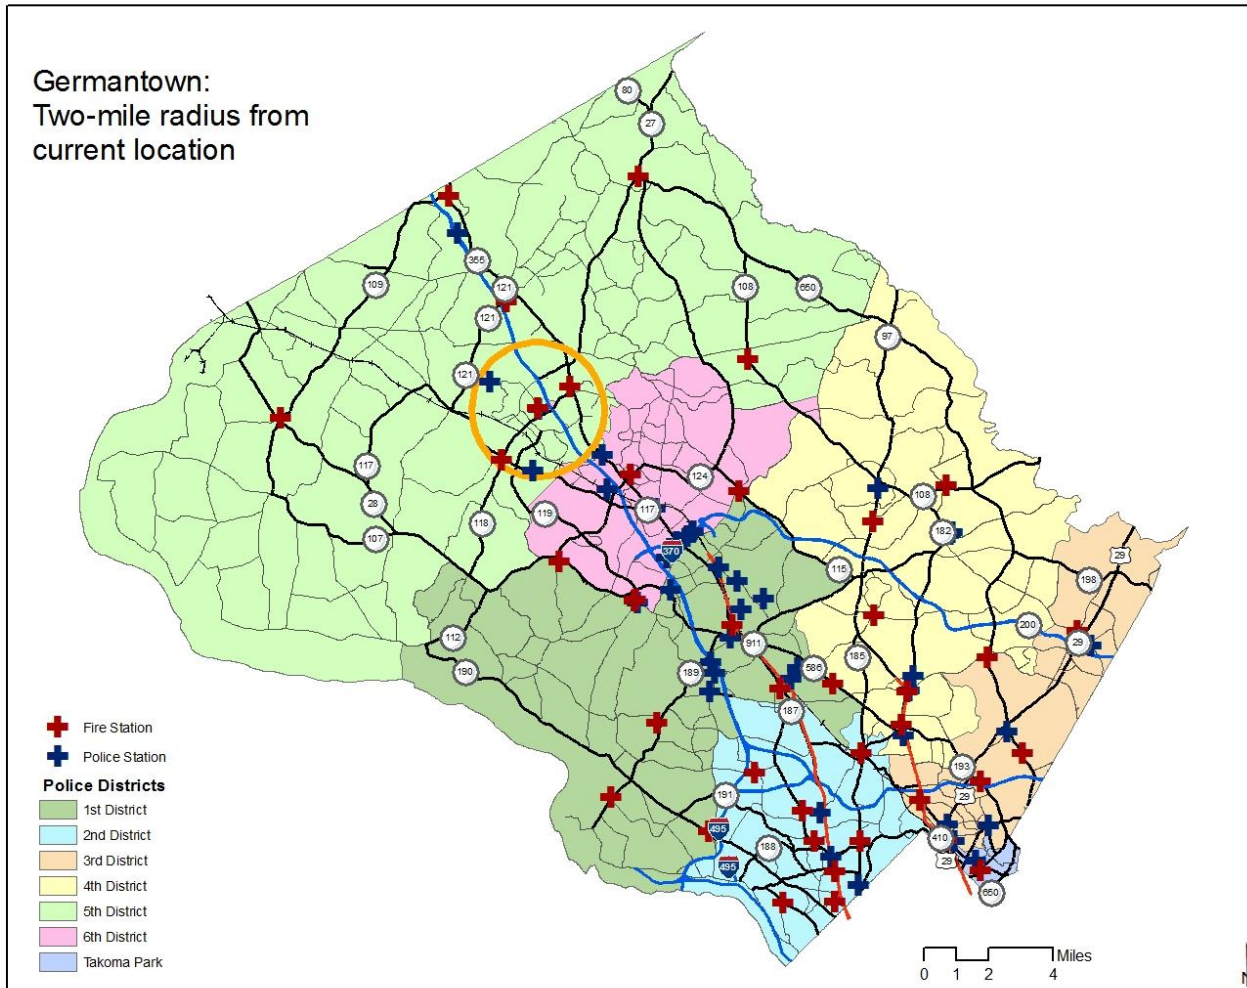 Germantown:
Two-mile radius from
current location
80
27
355
121
109
121
108
650
97
121
117
124
108
28
119
117
118
182
107
370
29
115
198
200
112
911
29
190
189
586
185
187
193
191
29
495
410
188
29
495
650
Fire Station
Police Station
Police Districts
1st District
2nd District
3rd District
4th District
5th District
6th District
Takoma Park
Miles
0 1 2 4
N